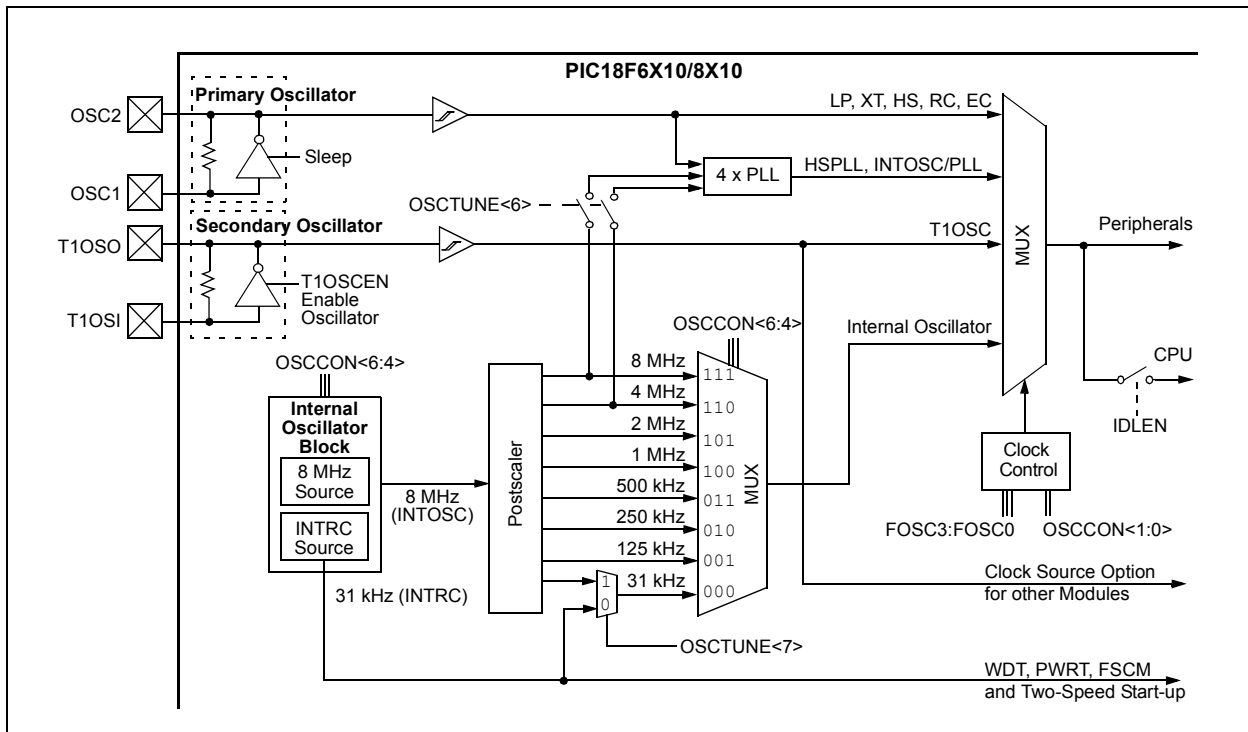 PIC18F6X10/8X10
Primary Oscillator
OSC2
Sleep
OSC1
LP, XT, HS, RC, EC
4 x PLL
HSPLL, INTOSC/PLL
OSCTUNE<6>
Secondary Oscillator
T1OSO
T1OSCEN
Enable
Oscillator
T1OSI
T1OSC
MUX
Peripherals
Internal Oscillator
CPU
IDLEN
Clock
Control
FOSC3:FOSC0
OSCCON<1:0>
OSCCON<6:4>
Internal
Oscillator
Block
8 MHz
Source
INTRC
Source
8 MHz
(INTOSC)
31 kHz (INTRC)
Postscaler
OSCCON<6:4>
8 MHz
111
4 MHz
110
2 MHz
101
1 MHz
100
500 kHz
011
250 kHz
010
125 kHz
001
1
0
31 kHz
000
MUX
OSCTUNE<7>
Clock Source Option
for other Modules
WDT, PWRT, FSCM
and Two-Speed Start-up